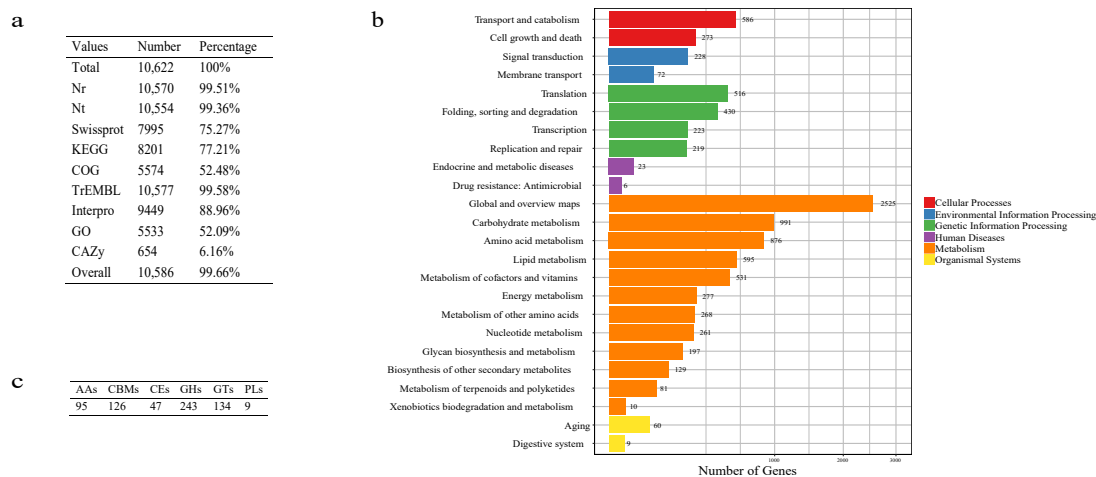 a
Values Number Percentage
Total 10,622 100%
Nr 10,570 99.51%
Nt 10,554 99.36%
Swissprot 7995 75.27%
KEGG 8201 77.21%
COG 5574 52.48%
TrEMBL 10,577 99.58%
Interpro 9449 88.96%
GO 5533 52.09%
CAZy 654 6.16%
Overall 10,586 99.66%
b
Transport and catabolism 586
Cell growth and death 273
Signal transduction 228
Membrane transport 72
Translation 516
Folding, sorting and degradation 430
Transcription 223
Replication and repair 219
Endocrine and metabolic diseases 23
Drug resistance: Antimicrobial 6
Global and overview maps 2525
Carbohydrate metabolism 991
Amino acid metabolism 876
Lipid metabolism 595
Metabolism of cofactors and vitamins 531
Energy metabolism 277
Metabolism of other amino acids 268
Nucleotide metabolism 261
Glycan biosynthesis and metabolism 197
Biosynthesis of other secondary metabolites 129
Metabolism of terpenoids and polyketides 81
Xenobiotics biodegradation and metabolism 10
Aging 60
Digestive system 9
1000 2000 3000
Number of Genes
Cellular Processes
Environmental Information Processing
Genetic Information Processing
Human Diseases
Metabolism
Organismal Systems
c
AAs CBMs CEs GHs GTs PLs
95 126 47 243 134 9